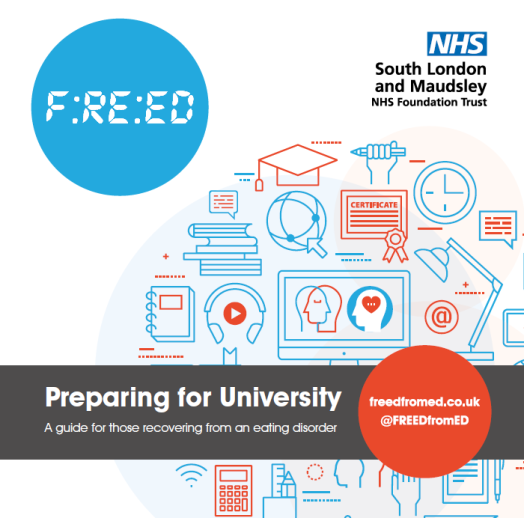 F:RE:ED
NHS
South London
and Maudsley
NHS Foundation Trust
CERTIFICATE
@
Preparing for University
A guide for those recovering from an eating disorder
freedfromed.co.uk
@FREEDfromED